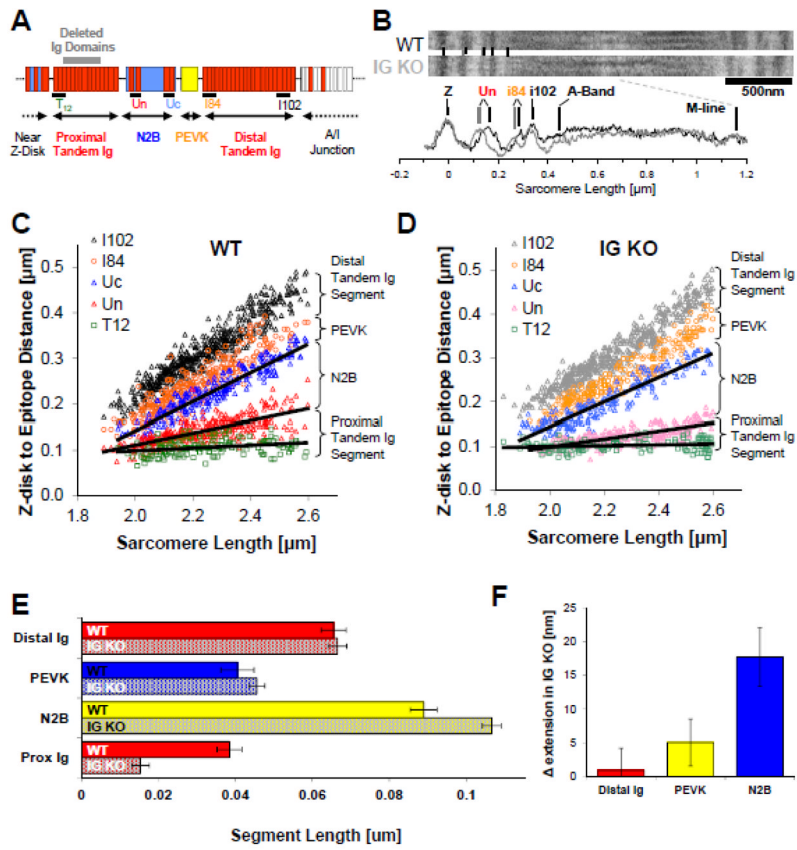 A
Deleted
Ig Domains
T12
Un
Uc
I84
I102
Near
Z-Disk
Proximal
Tandem Ig
N2B
PEVK
Distal
Tandem Ig
A/I
Junction
B
WT
IG KO
500nm
Z
Un
i84
i102
A-Band
M-line
-0.2 0 0.2 0.4 0.6 0.8 1.0 1.2
Sarcomere Length [µm]
C
WT
I102
I84
Uc
Un
T12
Distal
Tandem Ig
Segment
PEVK
N2B
Proximal
Tandem Ig
Segment
Z-disk to Epitope Distance [µm]
0.5
0.4
0.3
0.2
0.1
0.0
1.8 2.0 2.2 2.4 2.6
Sarcomere Length [µm]
D
IG KO
I102
I84
Uc
Un
T12
Distal
Tandem Ig
Segment
PEVK
N2B
Proximal
Tandem Ig
Segment
Z-disk to Epitope Distance [µm]
0.5
0.4
0.3
0.2
0.1
0.0
1.8 2.0 2.2 2.4 2.6
Sarcomere Length [µm]
E
Distal Ig
WT
IG KO
PEVK
WT
IG KO
N2B
WT
IG KO
Prox Ig
WT
IG KO
0 0.02 0.04 0.06 0.08 0.1
Segment Length [um]
F
Δ extension in IG KO [nm]
25
20
15
10
5
0
Distal Ig PEVK N2B